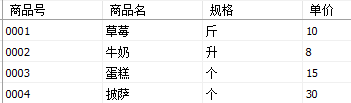 商品号 商品名 规格 单价
0001 草莓 斤 10
0002 牛奶 升 8
0003 蛋糕 个 15
0004 披萨 个 30